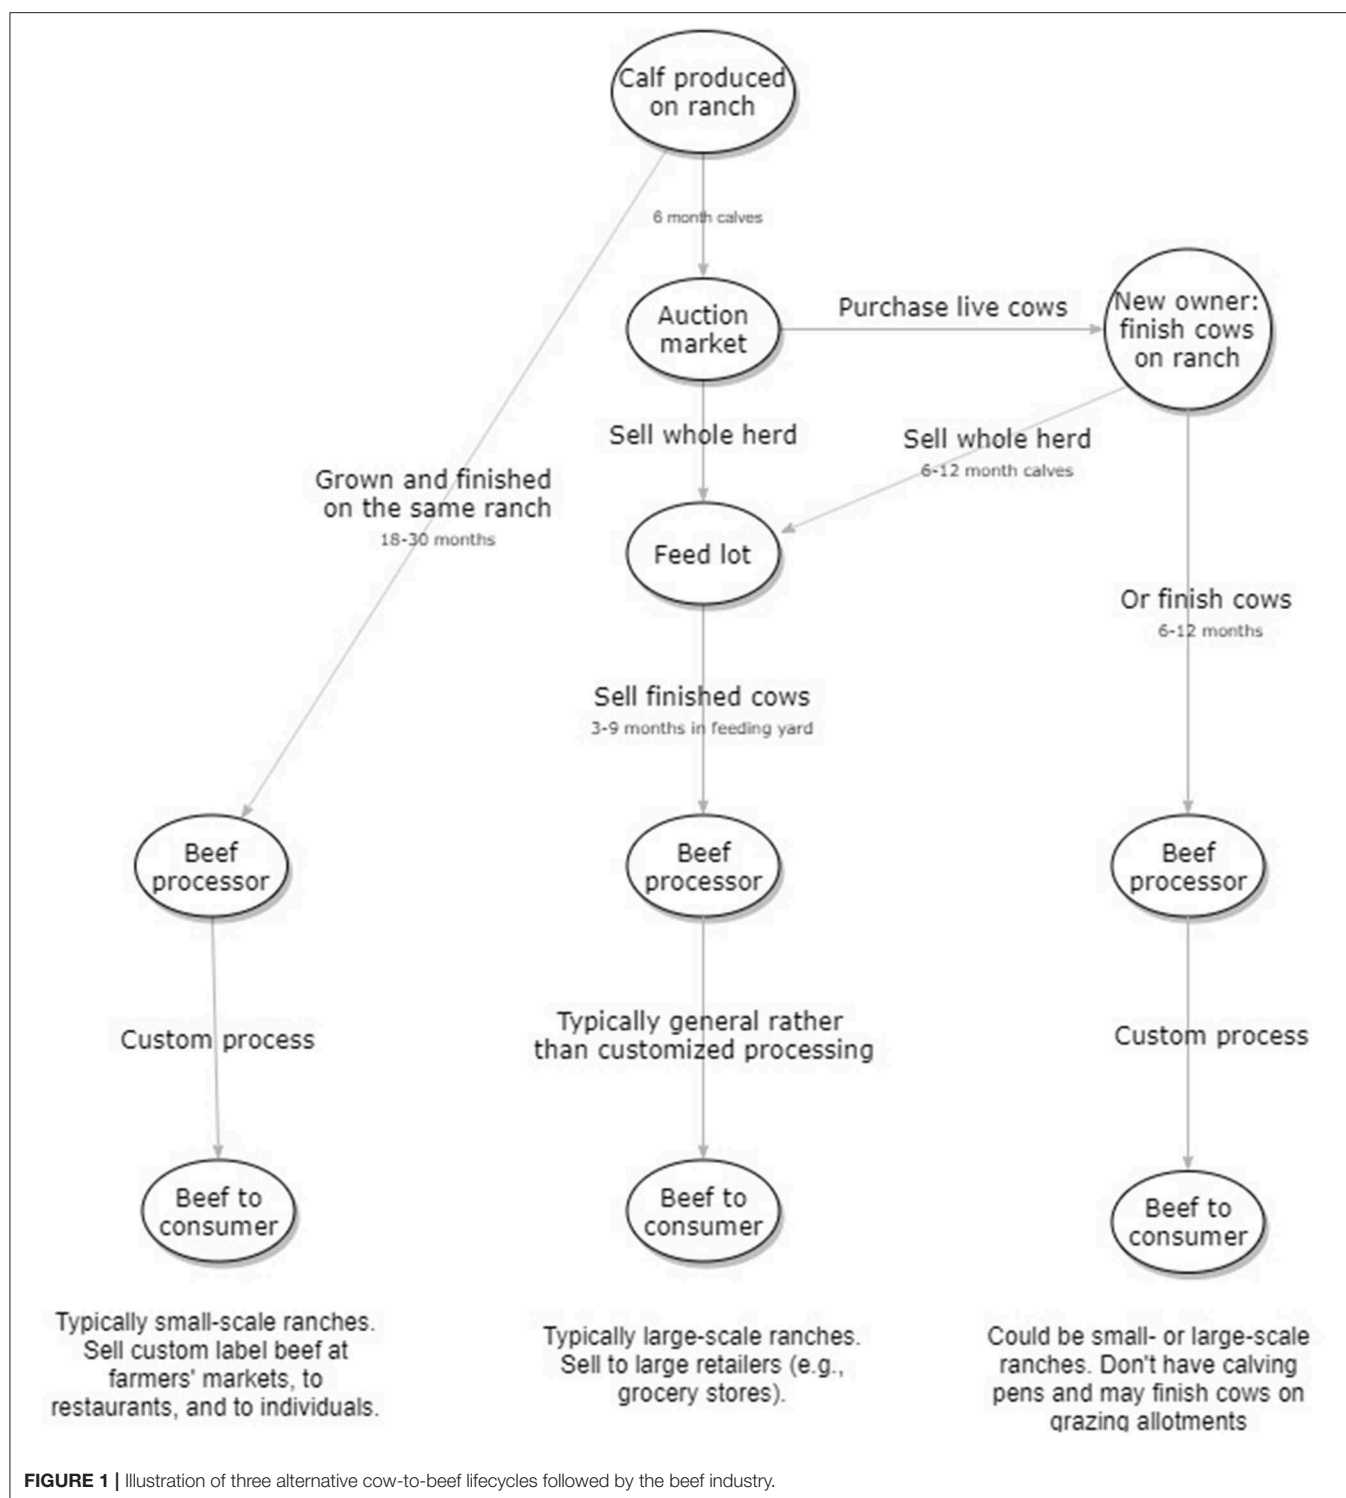 Calf produced
on ranch
6 month calves
Auction
market
Purchase live cows
New owner:
finish cows
on ranch
Sell whole herd
Sell whole herd
6-12 month calves
Grown and finished
on the same ranch
18-30 months
Feed lot
Or finish cows
6-12 months
Sell finished cows
3-9 months in feeding yard
Beef
processor
Beef
processor
Beef
processor
Custom process
Typically general rather
than customized processing
Custom process
Beef to
consumer
Beef to
consumer
Beef to
consumer
Typically small-scale ranches.
Sell custom label beef at
farmers' markets, to
restaurants, and to individuals.
Typically large-scale ranches.
Sell to large retailers (e.g.,
grocery stores).
Could be small- or large-scale
ranches. Don't have calving
pens and may finish cows on
grazing allotments
FIGURE 1 | Illustration of three alternative cow-to-beef lifecycles followed by the beef industry.